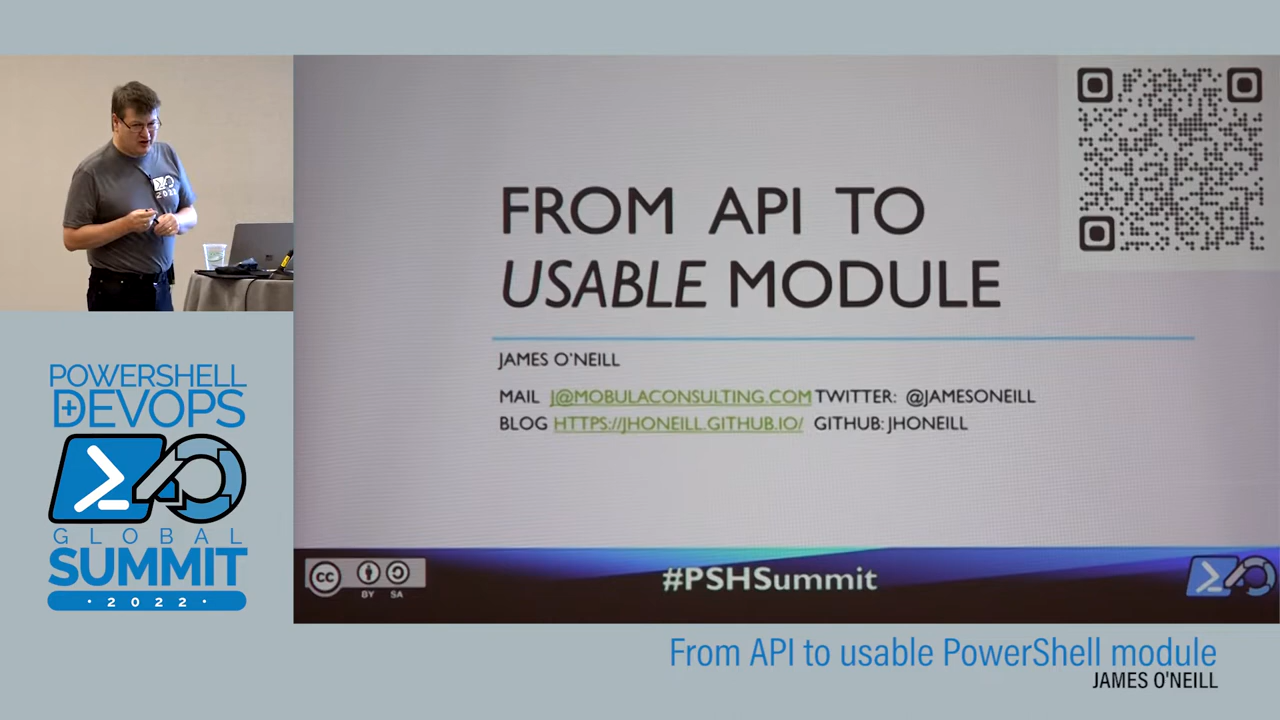 FROM API TO
USABLE MODULE
JAMES O'NEILL
MAIL J@MOBULACONSULTING.COM TWITTER: @JAMESONEILL
BLOG HTTPS://JHONEILL.GITHUB.IO/ GITHUB: JHONEILL
cc BY SA
#PSHSummit
POWERSHELL
+DEVOPS
GLOBAL
SUMMIT
· 2022 ·
From API to usable PowerShell module
JAMES O'NEILL